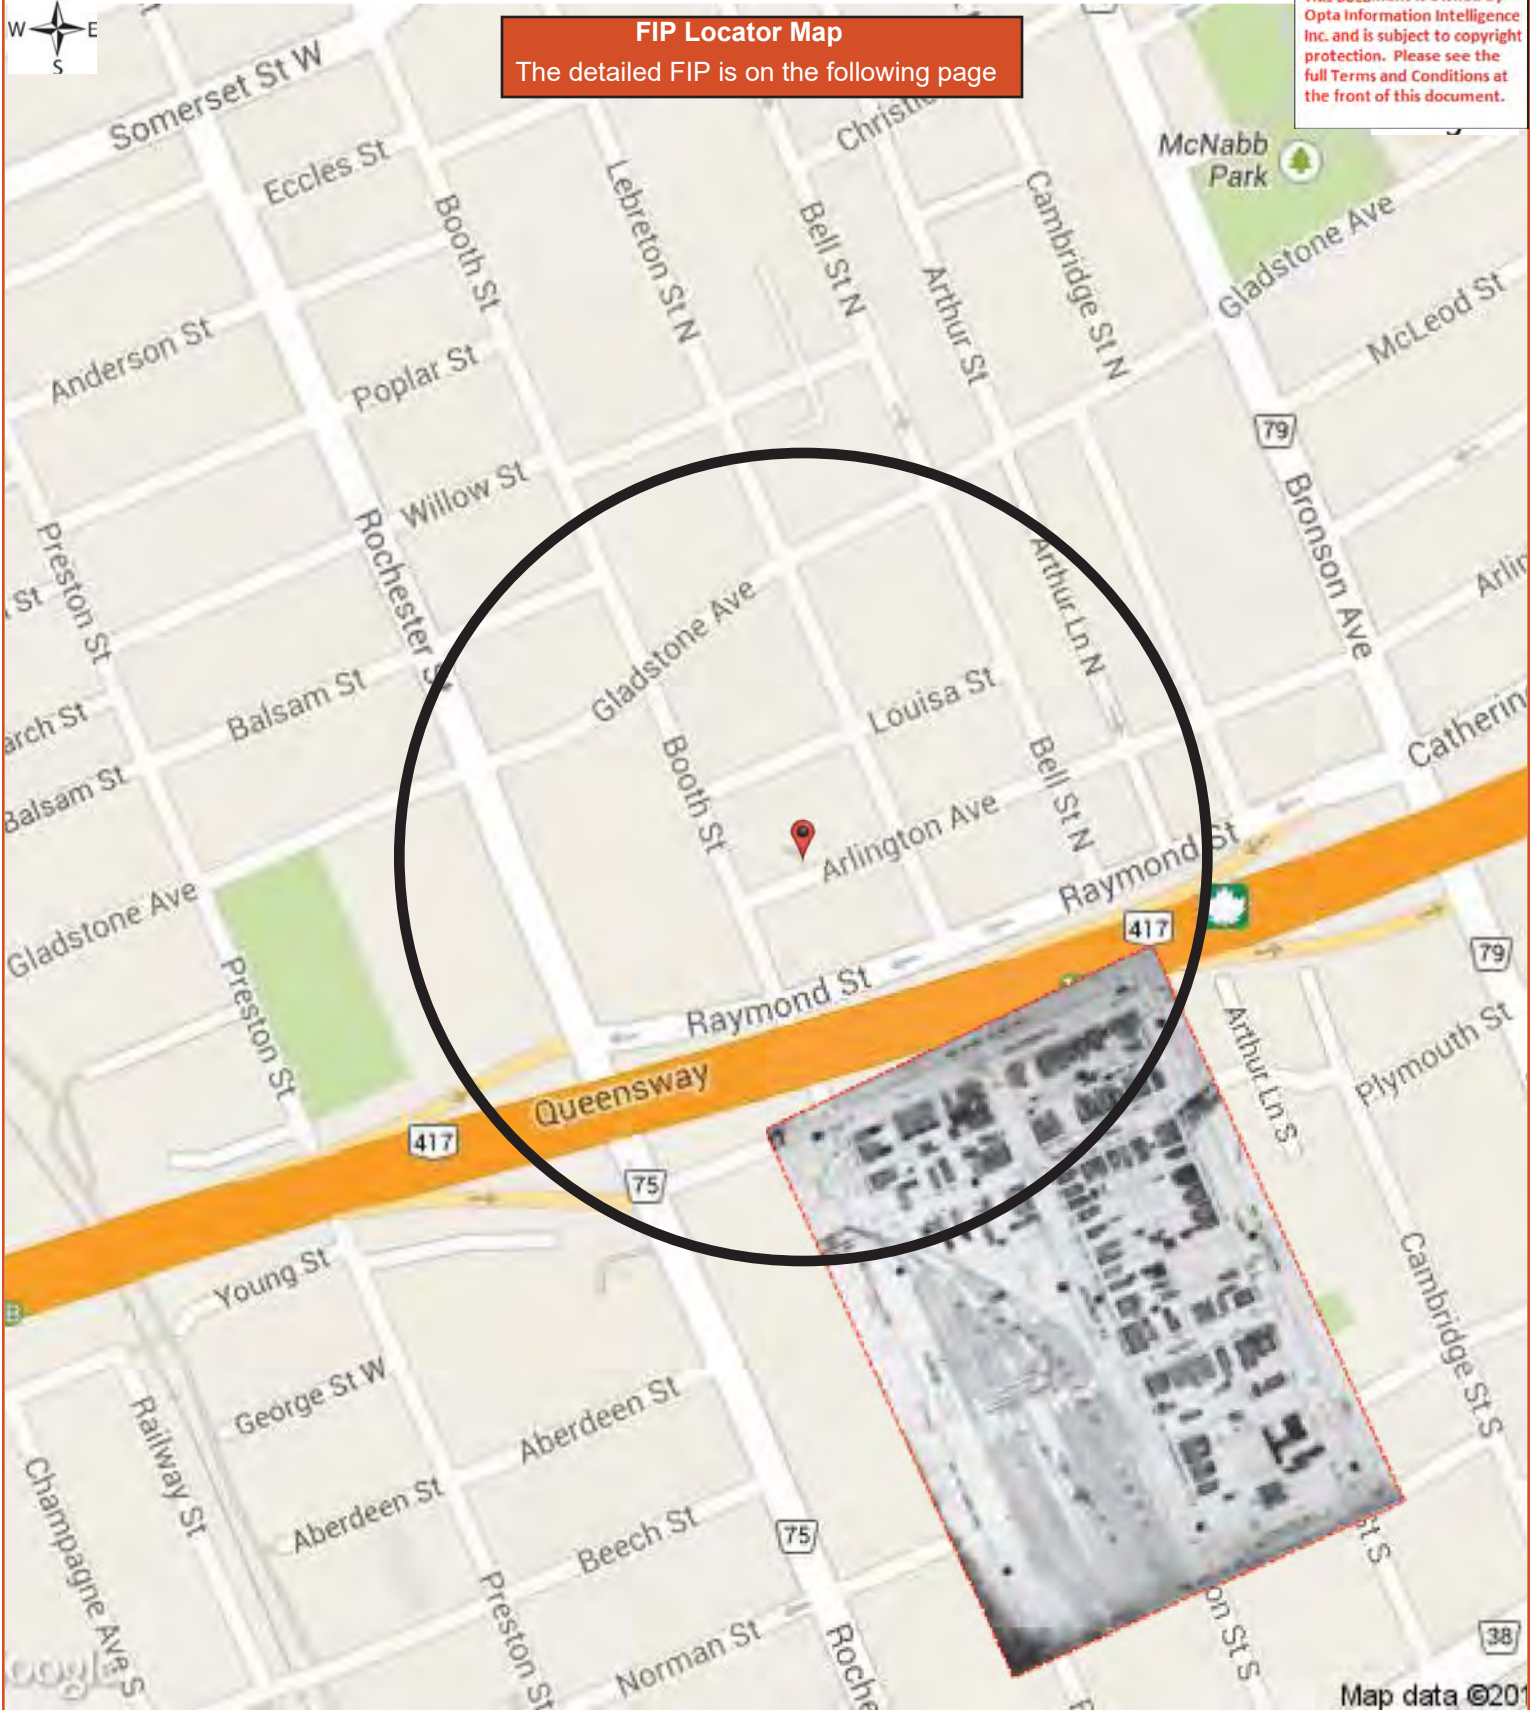 W E
S
FIP Locator Map
The detailed FIP is on the following page
Opta Information Intelligence
Inc. and is subject to copyright
protection. Please see the
full Terms and Conditions at
the front of this document.
Somerset St W
Eccles St
Booth St
Lebreton St N
Bell St N
Arthur St
Cambridge St N
McNabb
Park
Gladstone Ave
McLeod St
Anderson St
Poplar St
79
Willow St
Rochester St
Preston St
Bronson Ave
St
Arthur Ln N
Gladstone Ave
Balsam St
Louisa St
Booth St
Bell St N
Balsam St
Arlington Ave
Raymond St
Gladstone Ave
417
79
Preston St
Raymond St
Arthur Ln S
Plymouth St
Queensway
417
75
Young St
Cambridge St S
George St W
Aberdeen St
Railway St
Aberdeen St
Champagne Ave S
Beech St
75
St S
Preston St
Norman St
on St S
38
Map data ©201